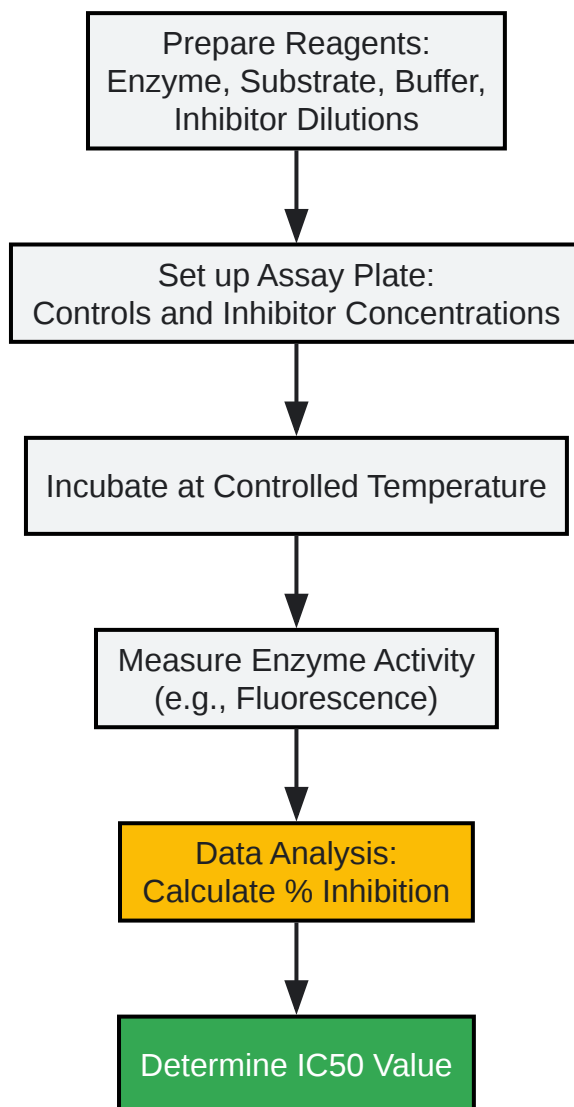 Prepare Reagents:
Enzyme, Substrate, Buffer,
Inhibitor Dilutions
Set up Assay Plate:
Controls and Inhibitor Concentrations
Incubate at Controlled Temperature
Measure Enzyme Activity
(e.g., Fluorescence)
Data Analysis:
Calculate % Inhibition
Determine IC50 Value